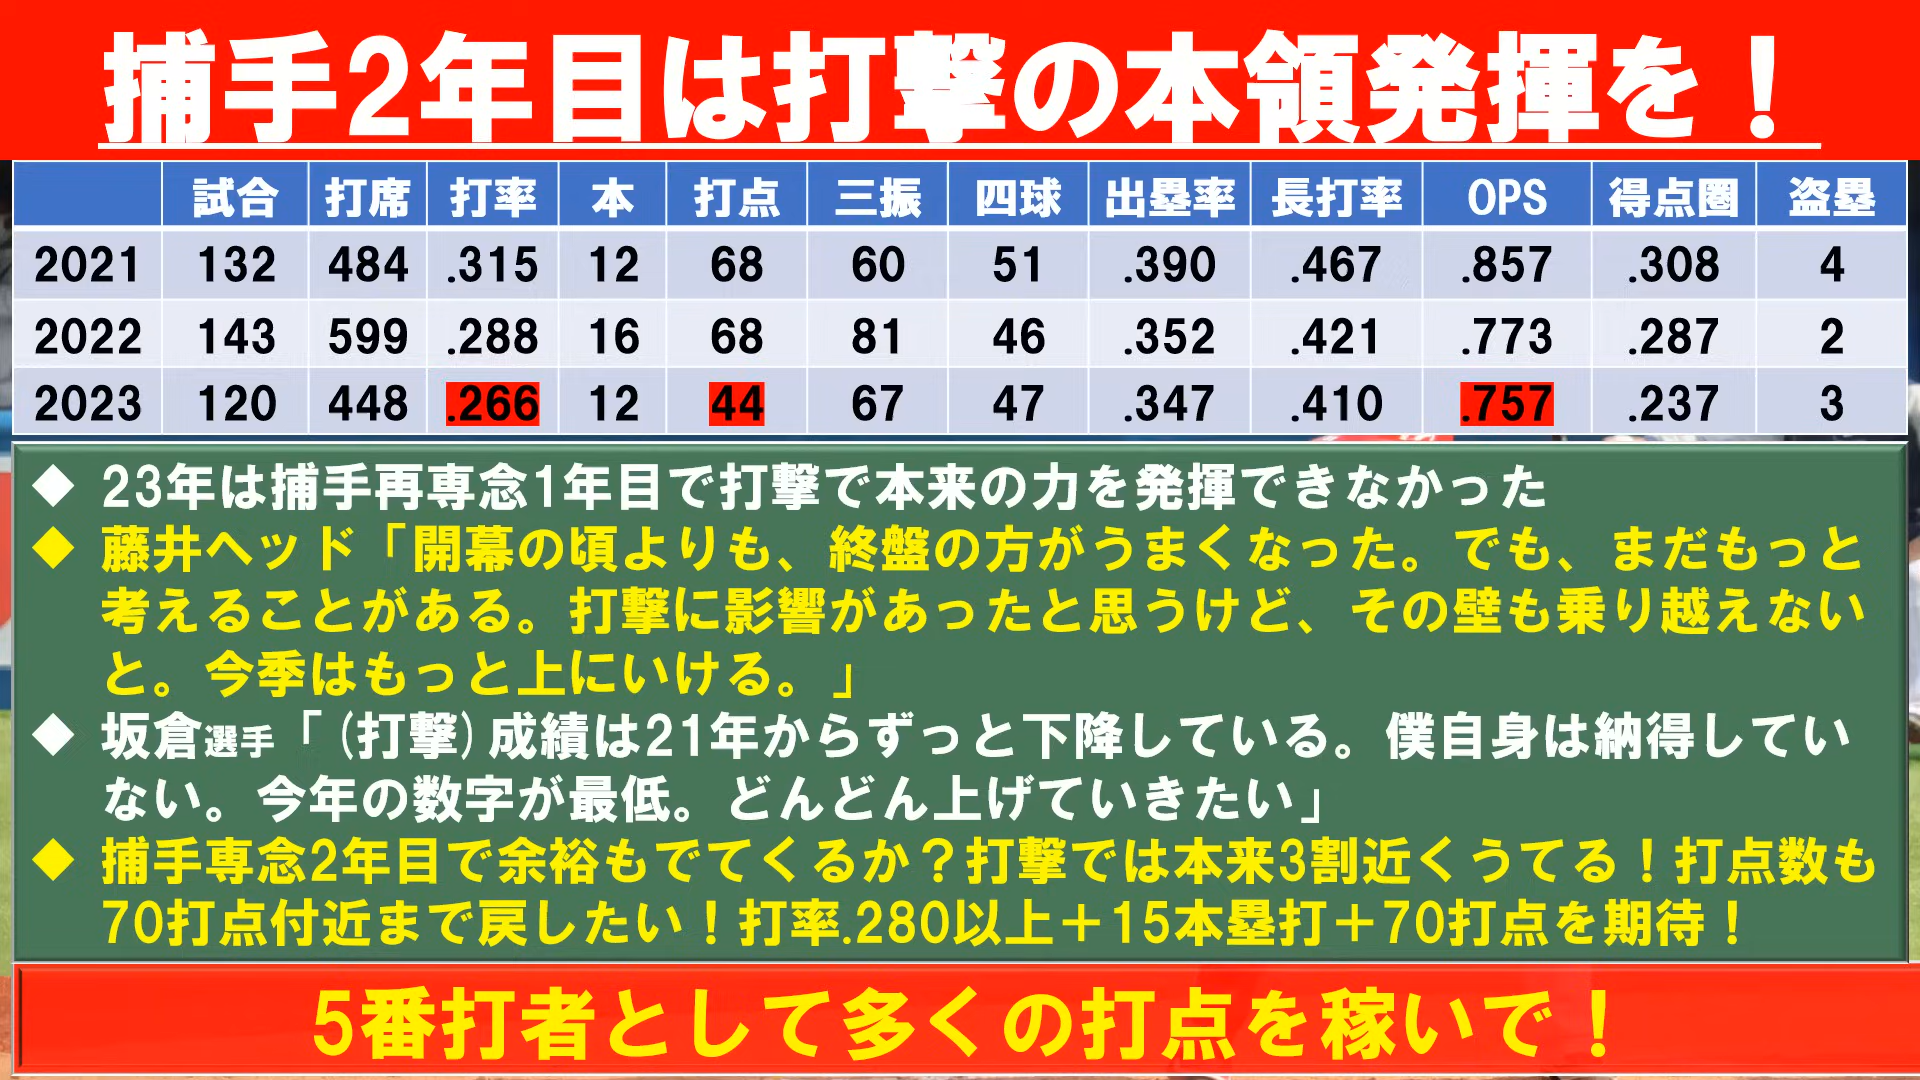 捕手2年目は打撃の本領発揮を！
試合 打席 打率 本 打点 三振 四球 出塁率 長打率 OPS 得点圏 盗塁
2021 132 484 .315 12 68 60 51 .390 .467 .857 .308 4
2022 143 599 .288 16 68 81 46 .352 .421 .773 .287 2
2023 120 448 .266 12 44 67 47 .347 .410 .757 .237 3
◆ 23年は捕手再専念1年目で打撃で本来の力を発揮できなかった
◆ 藤井ヘッド「開幕の頃よりも、終盤の方がうまくなった。でも、まだもっと
考えることがある。打撃に影響があったと思うけど、その壁も乗り越えない
と。今季はもっと上にいける。」
◆ 坂倉選手「(打撃)成績は21年からずっと下降している。僕自身は納得してい
ない。今年の数字が最低。どんどん上げていきたい」
◆ 捕手専念2年目で余裕もでてくるか？打撃では本来3割近くうてる！打点数も
70打点付近まで戻したい！打率.280以上＋15本塁打＋70打点を期待！
5番打者として多くの打点を稼いで！